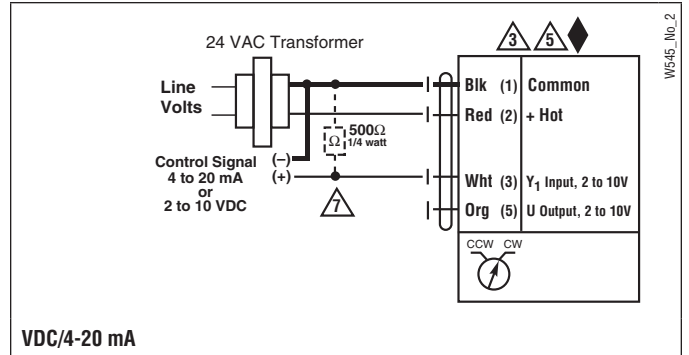 24 VAC Transformer
3 5
W545_No_2
Line
Volts
Blk (1) Common
Red (2) + Hot
Ω 500Ω
1/4 watt
Control Signal (–)
4 to 20 mA (+)
or
2 to 10 VDC
7
Wht (3) Y1 Input, 2 to 10V
Org (5) U Output, 2 to 10V
CCW CW
VDC/4-20 mA